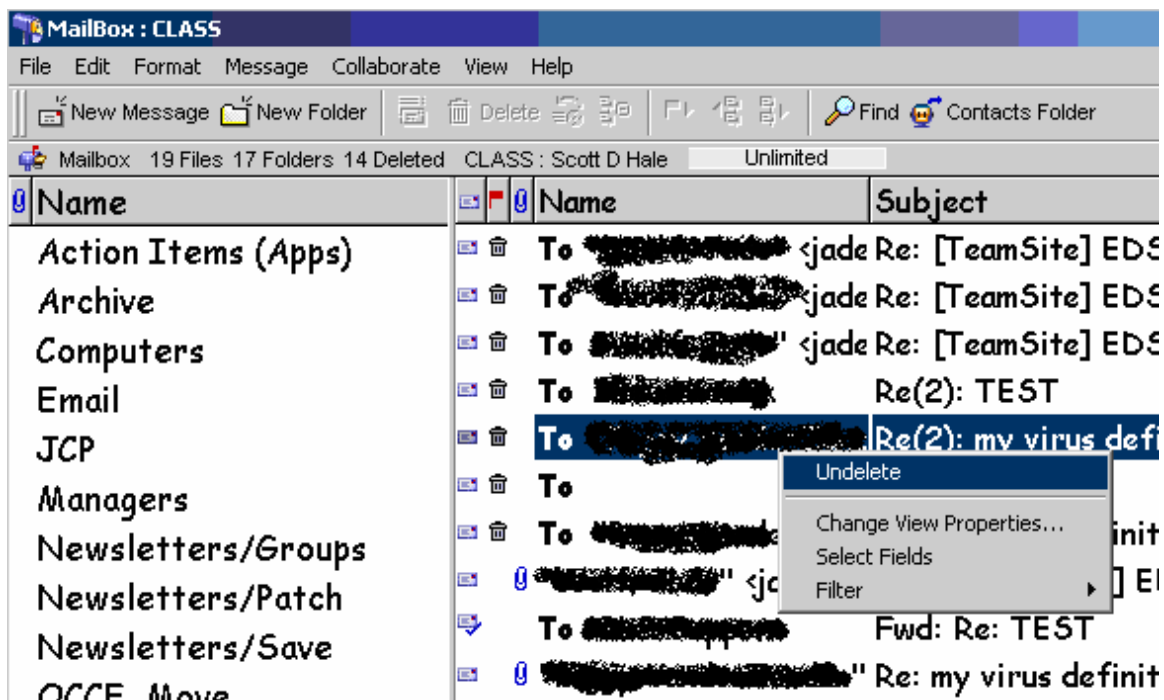 MailBox : CLASS
File Edit Format Message Collaborate View Help
New Message New Folder Delete Find Contacts Folder
Mailbox 19 Files 17 Folders 14 Deleted CLASS : Scott D Hale Unlimited
Name Name Subject
Action Items (Apps) To <jade Re: [TeamSite] EDS
Archive To <jade Re: [TeamSite] EDS
Computers To " <jade Re: [TeamSite] EDS
Email To Re(2): TEST
JCP To Re(2): my virus defi
Undelete
Managers To
Change View Properties...
Newsletters/Groups To init
Select Fields
Newsletters/Patch " <jc ] E
Filter
Newsletters/Save To Fwd: Re: TEST
OCCE Move " Re: my virus definit